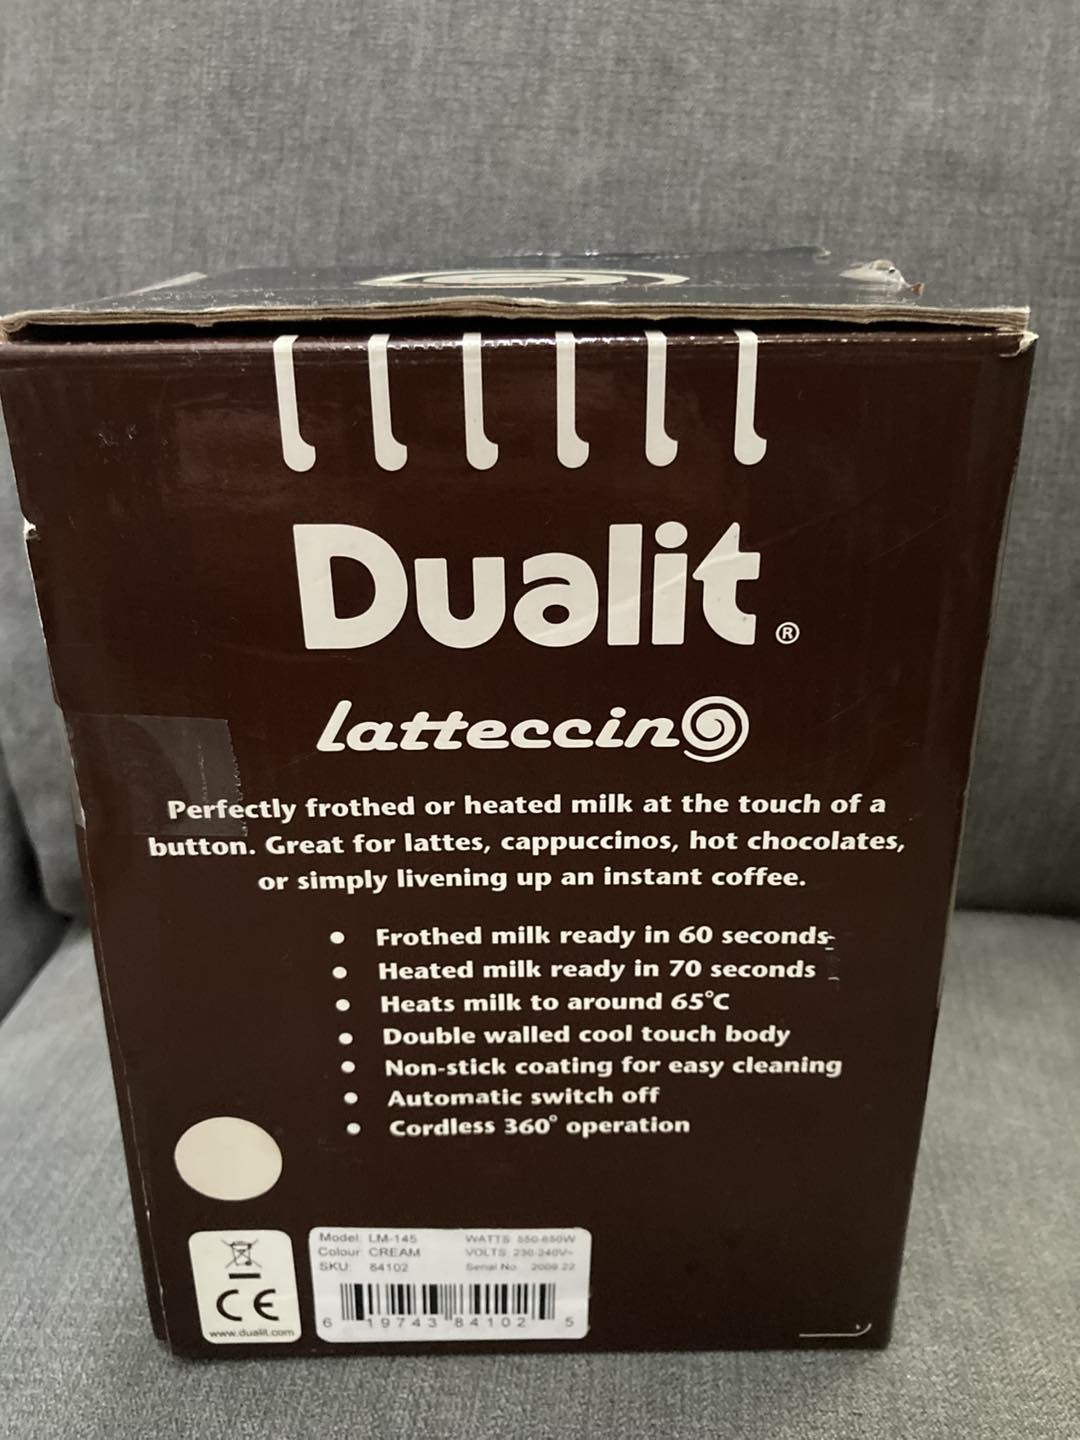 Dualit®
latteccino
Perfectly frothed or heated milk at the touch of a
button. Great for lattes, cappuccinos, hot chocolates,
or simply livening up an instant coffee.
• Frothed milk ready in 60 seconds
• Heated milk ready in 70 seconds
• Heats milk to around 65°C
• Double walled cool touch body
• Non-stick coating for easy cleaning
• Automatic switch off
• Cordless 360° operation
Model: LM-145 WATTS 550-650W
Colour: CREAM VOLTS 230-240V~
SKU: 84102 Serial No 2009 22
CE
www.dualit.com
6 19743 84102 5